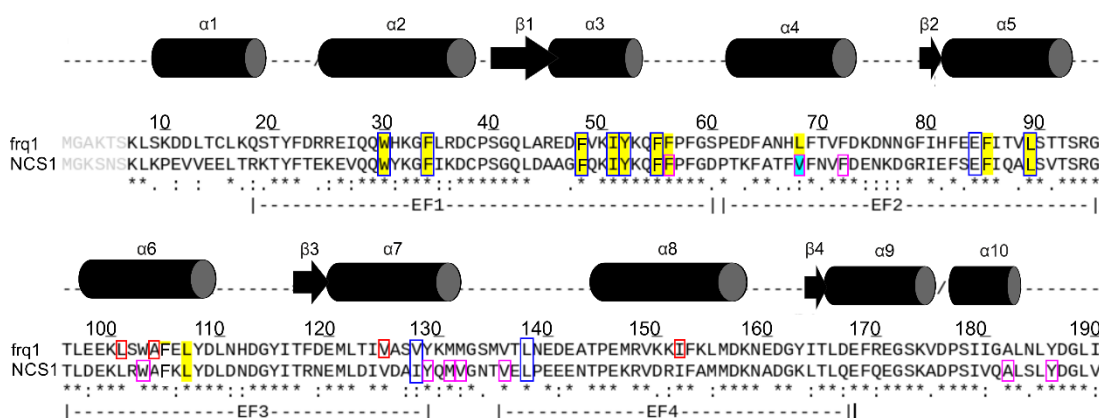 α1 α2 β1 α3 α4 β2 α5
10 20 30 40 50 60 70 80 90
frq1 MGAKTSKLSKDDLTCLKQSTYFDRREIQQWHKGFLRDCPSGQLAREDFVKIYKQFFPFGSPEDFANHLFTVFDKDNNGFIHFEEFITVLSTTSRG
NCS1 MGKSNSKLKPEVVEELTRKTYFTEKEVQQWYKGFIKDCPSGQLDAAGFQKIYKQFFPFGDPTKFATFVFNVFDENKDGRIEFSEFIQALSVTSRG
|--------------EF1----------------||-------------EF2------------------|
α6 β3 α7 α8 β4 α9 α10
100 110 120 130 140 150 160 170 180 190
frq1 TLEEKLSWAFELYDLNHDGYITFDEMLTIVASVYKMMGSMVTLNEDEATPEMRVKKIFKLMDKNEDGYITLDEFREGSKVDPSIIGALNLYDGLI
NCS1 TLDEKLRWAFKLYDLDNDGYITRNEMLDIVDAIYQMVGNTVELPEEENTPEKRVDRIFAMMDKNADGKLTLQEFQEGSKADPSIVQALSLYDGLV
|---------------EF3---------------| |-------------EF4----------------|